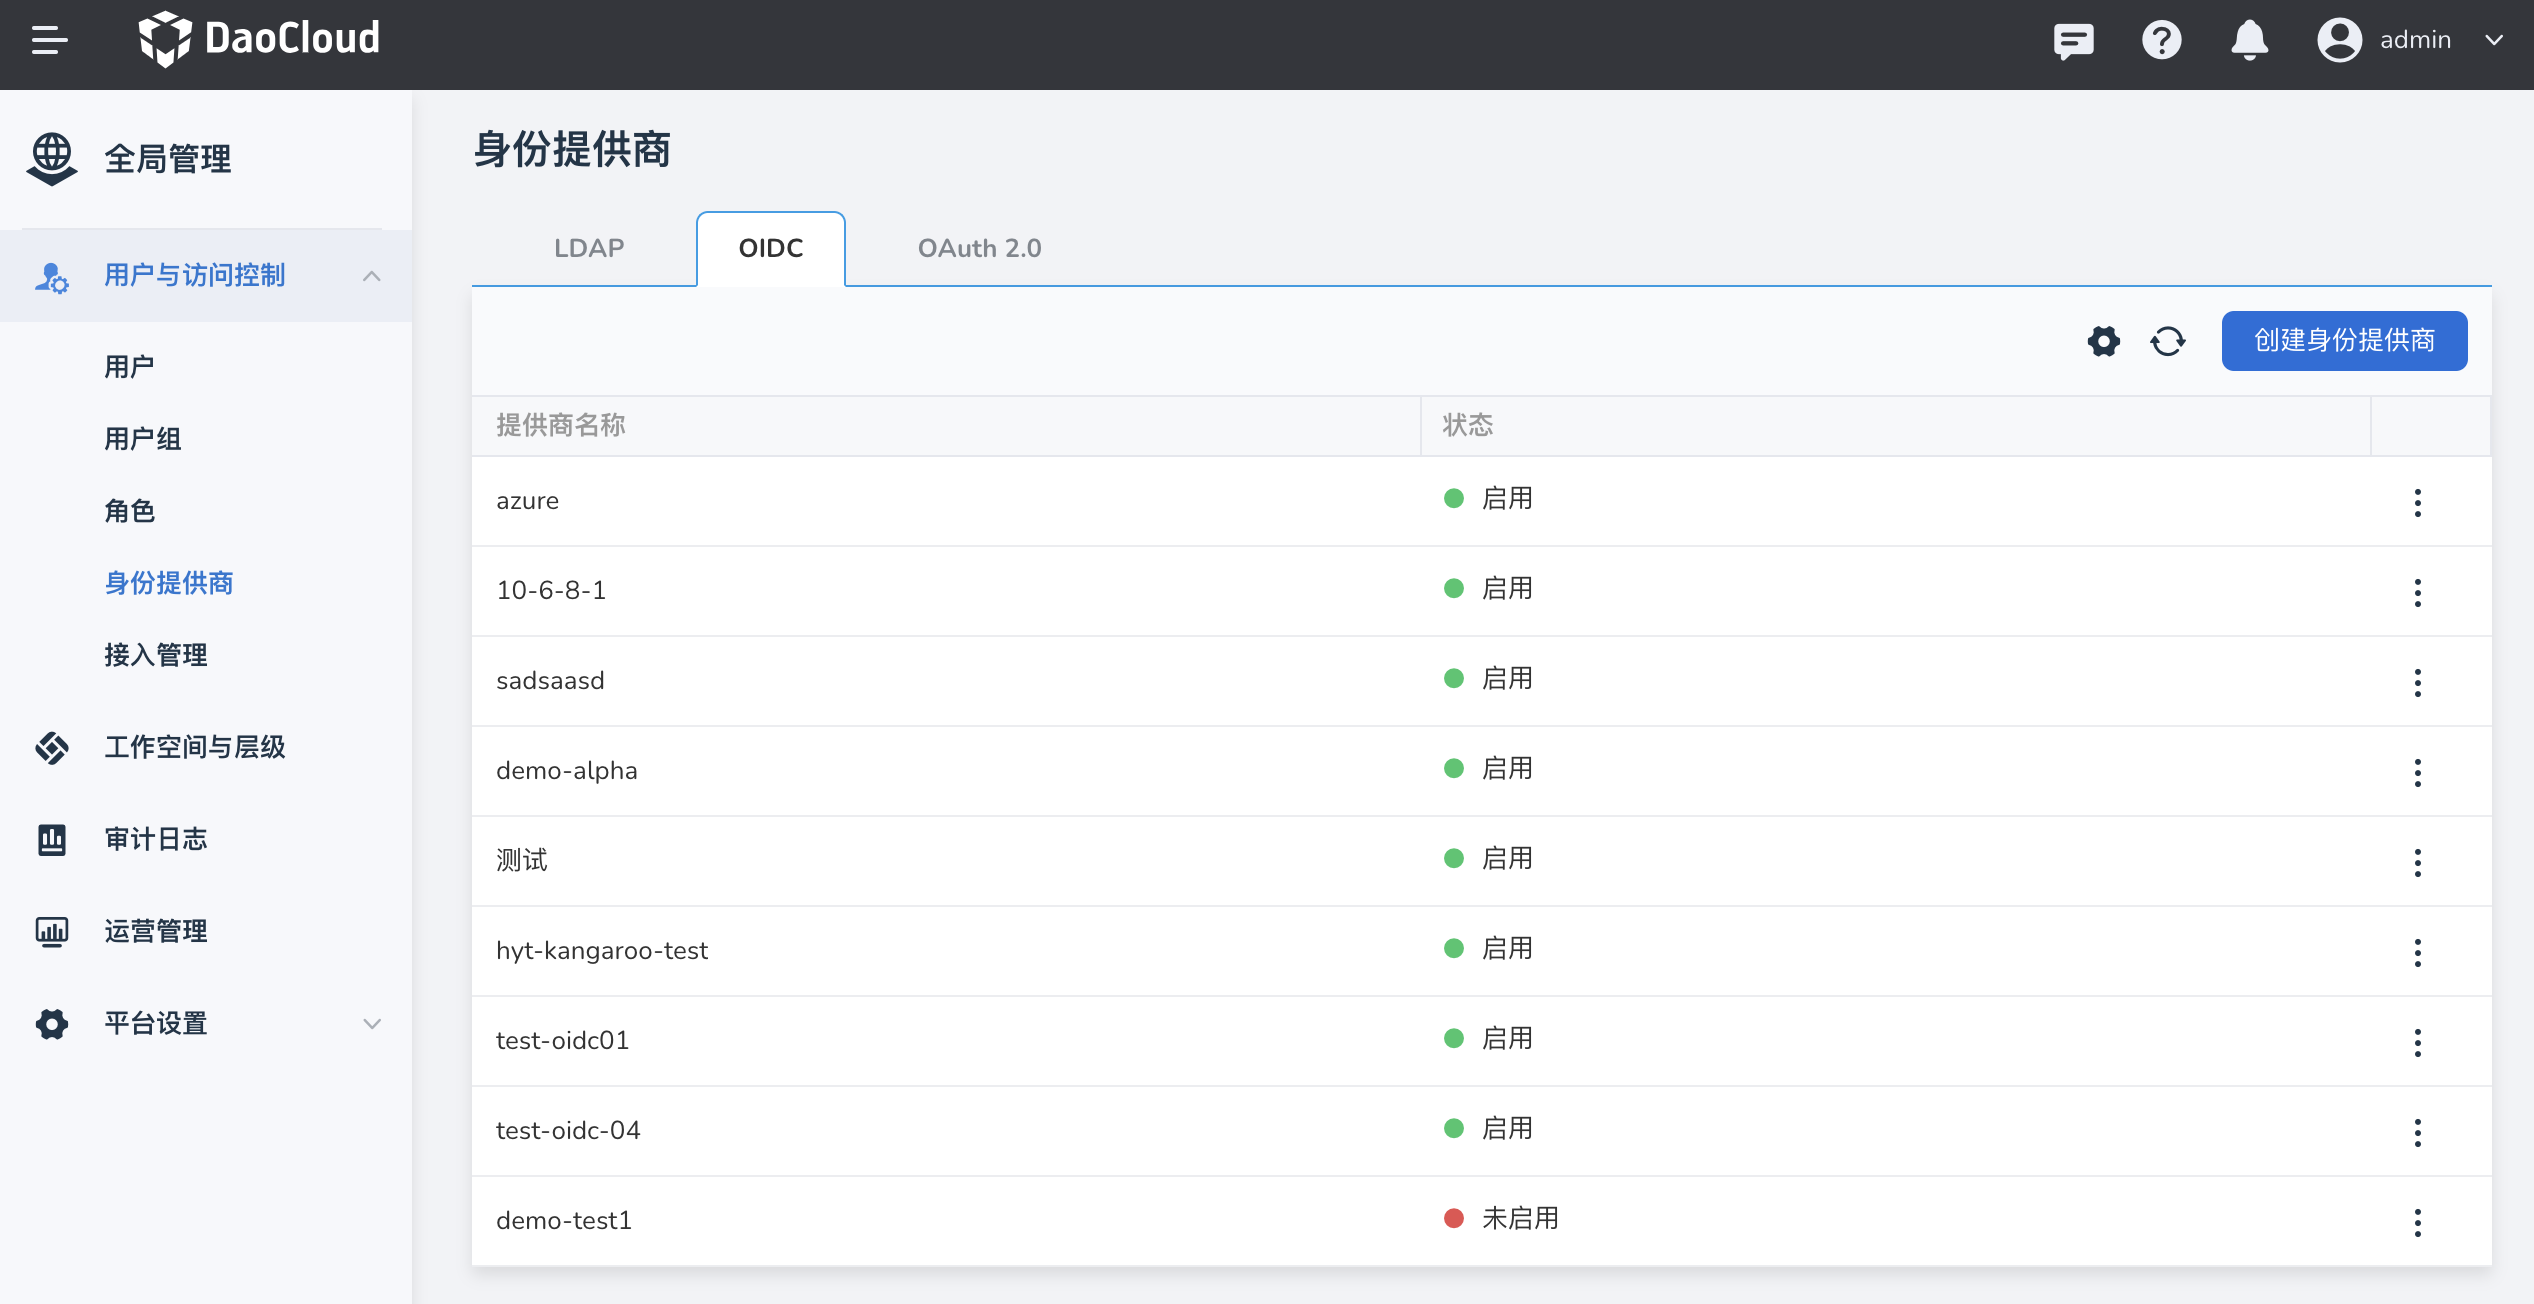 DaoCloud
admin
全局管理
用户与访问控制
用户
用户组
角色
身份提供商
接入管理
工作空间与层级
审计日志
运营管理
平台设置
身份提供商
LDAP OIDC OAuth 2.0
创建身份提供商
提供商名称 状态
azure 启用
10-6-8-1 启用
sadsaasd 启用
demo-alpha 启用
测试 启用
hyt-kangaroo-test 启用
test-oidc01 启用
test-oidc-04 启用
demo-test1 未启用